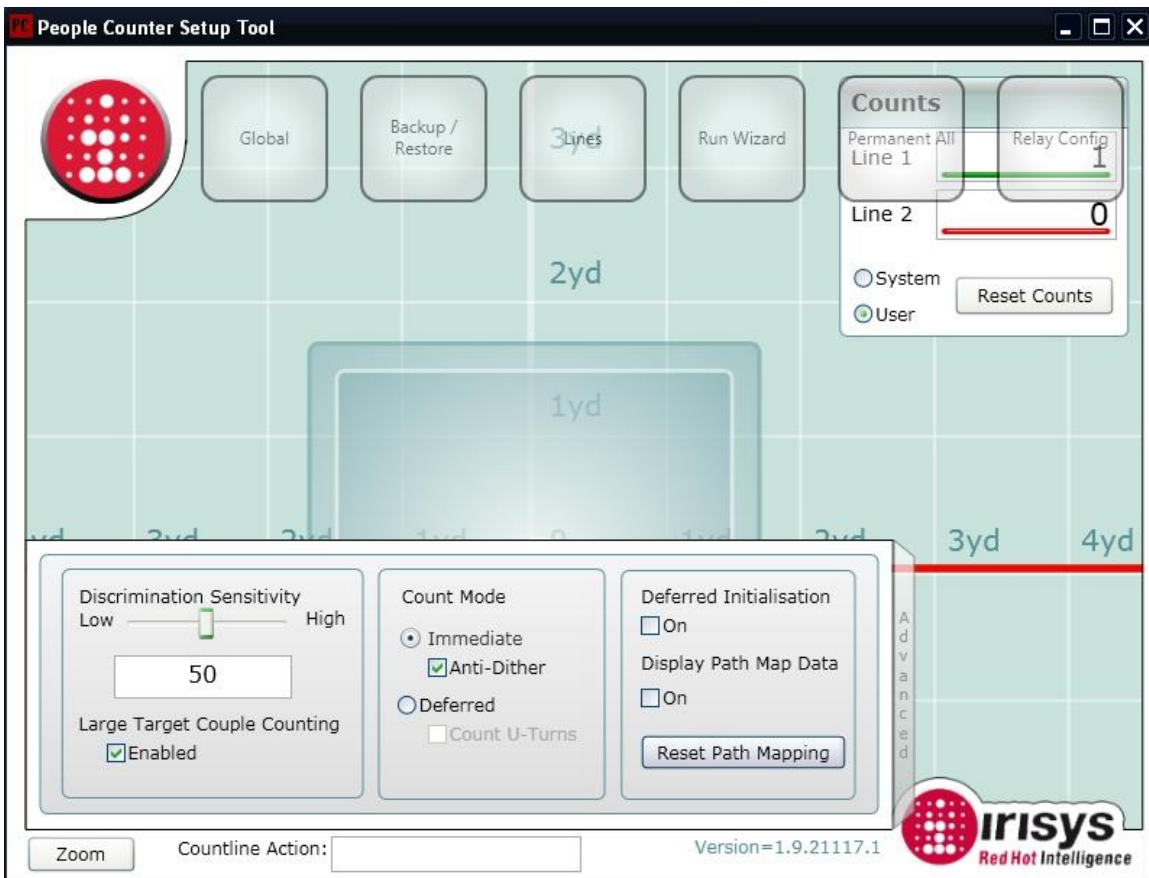 PC People Counter Setup Tool
Global
Backup /
Restore
3yd
Lines
Run Wizard
Permanent All
Relay Config
Counts
Line 1
1
Line 2
0
System
User
Reset Counts
2yd
1yd
yd 3yd 2yd 1yd 0 1yd 2yd 3yd 4yd
Discrimination Sensitivity
Low High
50
Large Target Couple Counting
Enabled
Count Mode
Immediate
Anti-Dither
Deferred
Count U-Turns
Deferred Initialisation
On
Display Path Map Data
On
Reset Path Mapping
Advanced
Zoom
Countline Action:
Version=1.9.21117.1
irisys
Red Hot Intelligence